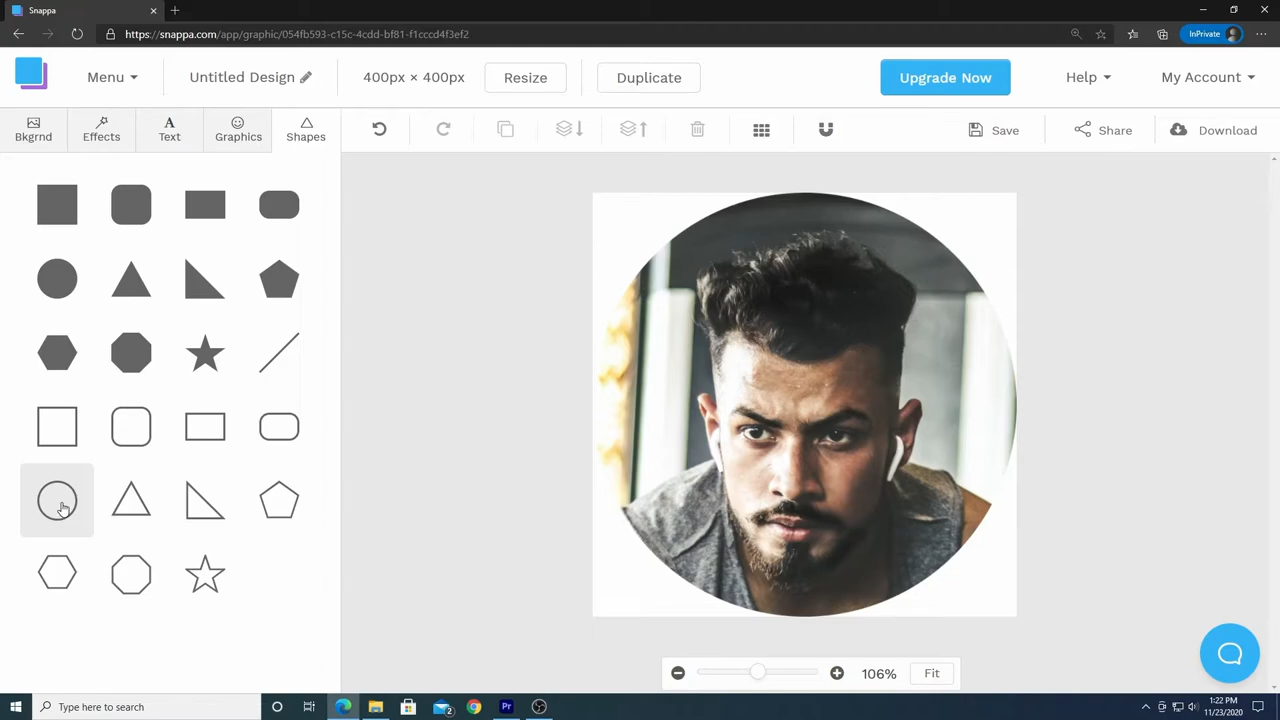 Snappa
https://snappa.com/app/graphic/054fb593-c15c-4cdd-bf81-f1cccd4f3ef2
InPrivate
Menu
Untitled Design
400px × 400px
Resize
Duplicate
Upgrade Now
Help
My Account
Bkgrnd
Effects
Text
Graphics
Shapes
Save
Share
Download
106%
Fit
Type here to search
1:22 PM
11/23/2020